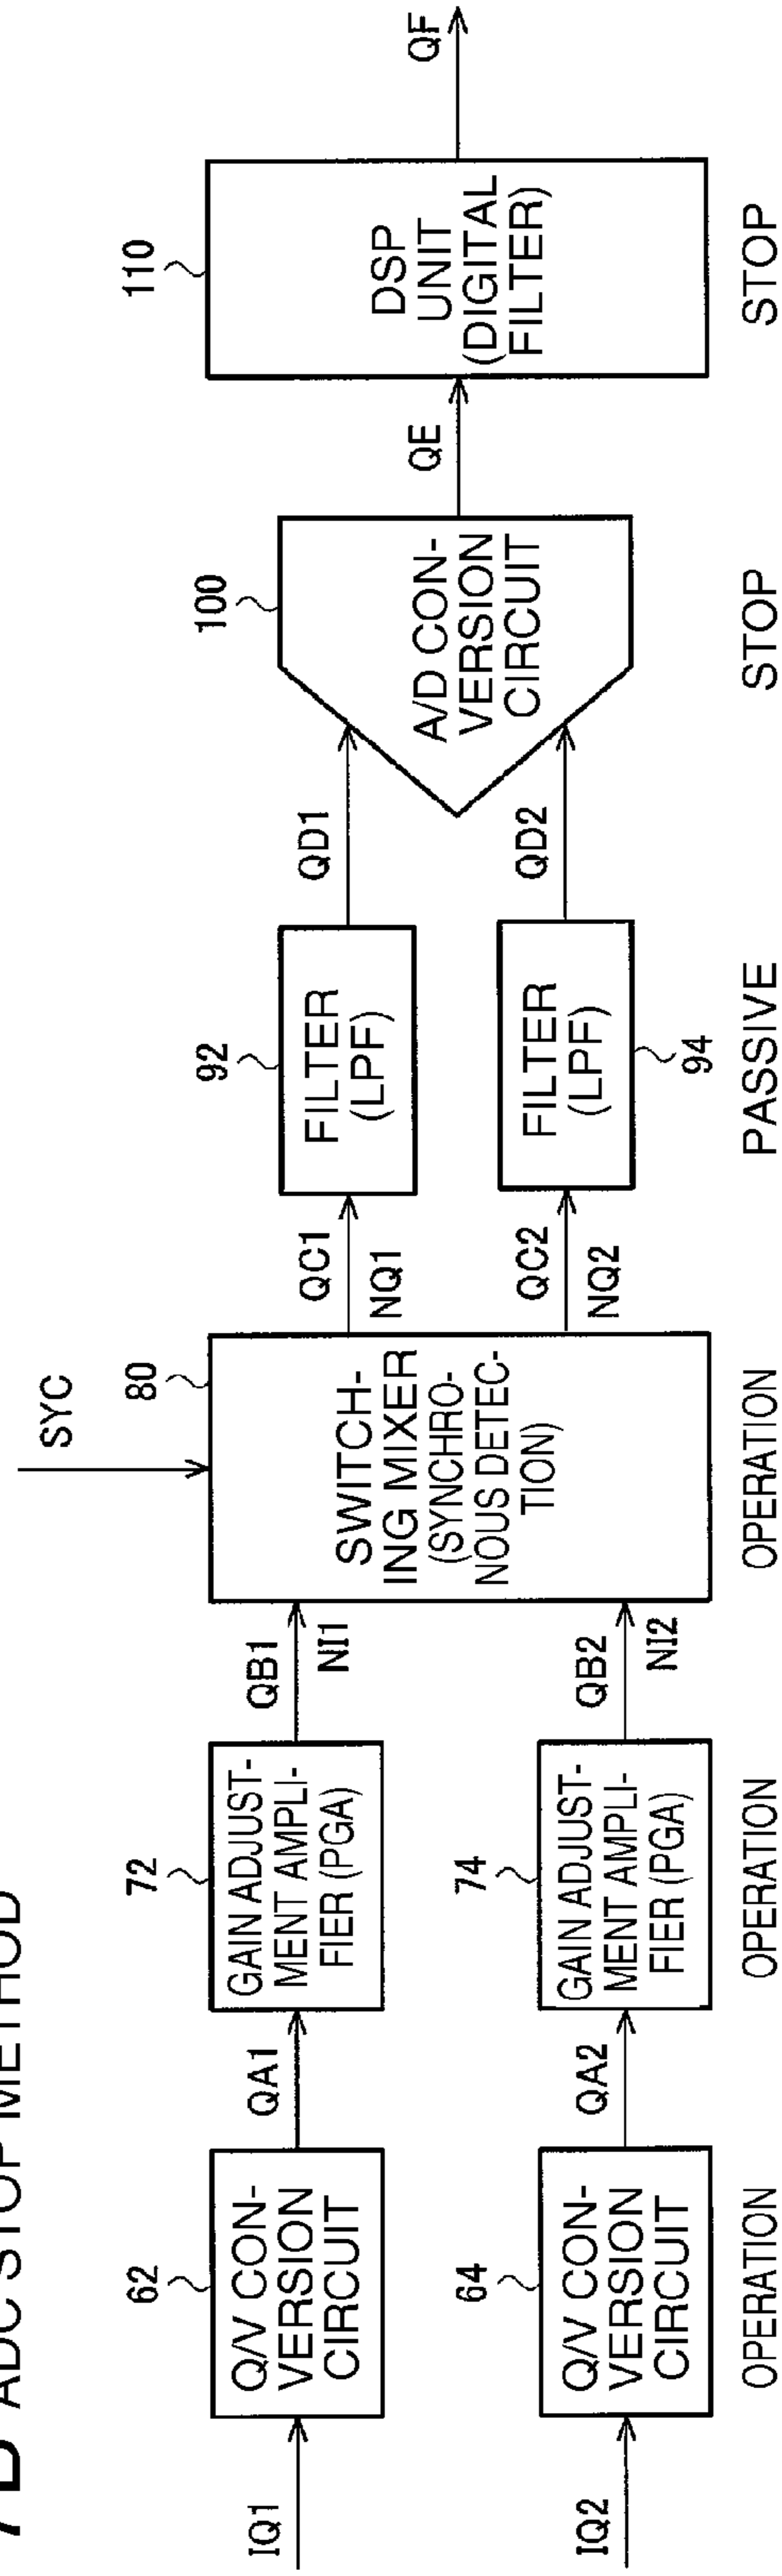 ADC STOP METHOD
SYC
IQ1
62
Q/V CON-
VERSION
CIRCUIT
QA1
72
GAIN ADJUST-
MENT AMPLI-
FIER (PGA)
QB1
NI1
IQ2
64
Q/V CON-
VERSION
CIRCUIT
QA2
74
GAIN ADJUST-
MENT AMPLI-
FIER (PGA)
QB2
NI2
80
SWITCH-
ING MIXER
(SYNCHRO-
NOUS DETEC-
TION)
QC1
NQ1
92
FILTER
(LPF)
QD1
QC2
NQ2
FILTER
(LPF)
94
QD2
100
A/D CON-
VERSION
CIRCUIT
QE
110
DSP
UNIT
(DIGITAL
FILTER)
QF
OPERATION
OPERATION
OPERATION
PASSIVE
STOP
STOP